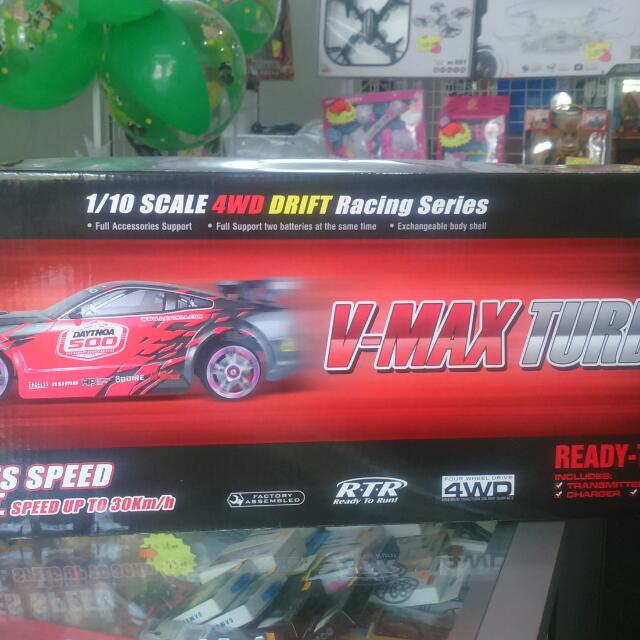 1/10 SCALE 4WD DRIFT Racing Series
• Full Accessories Support • Full Support two batteries at the same time • Exchangeable body shell
DAYTNOA
500
V-MAX TURB
SPEED
SPEED UP TO 30Km/h
FACTORY
ASSEMBLED
R·T·R
Ready To Run!
FOUR WHEEL DRIVE
4WD
READY-T
INCLUDES:
TRANSMITTE
CHARGER